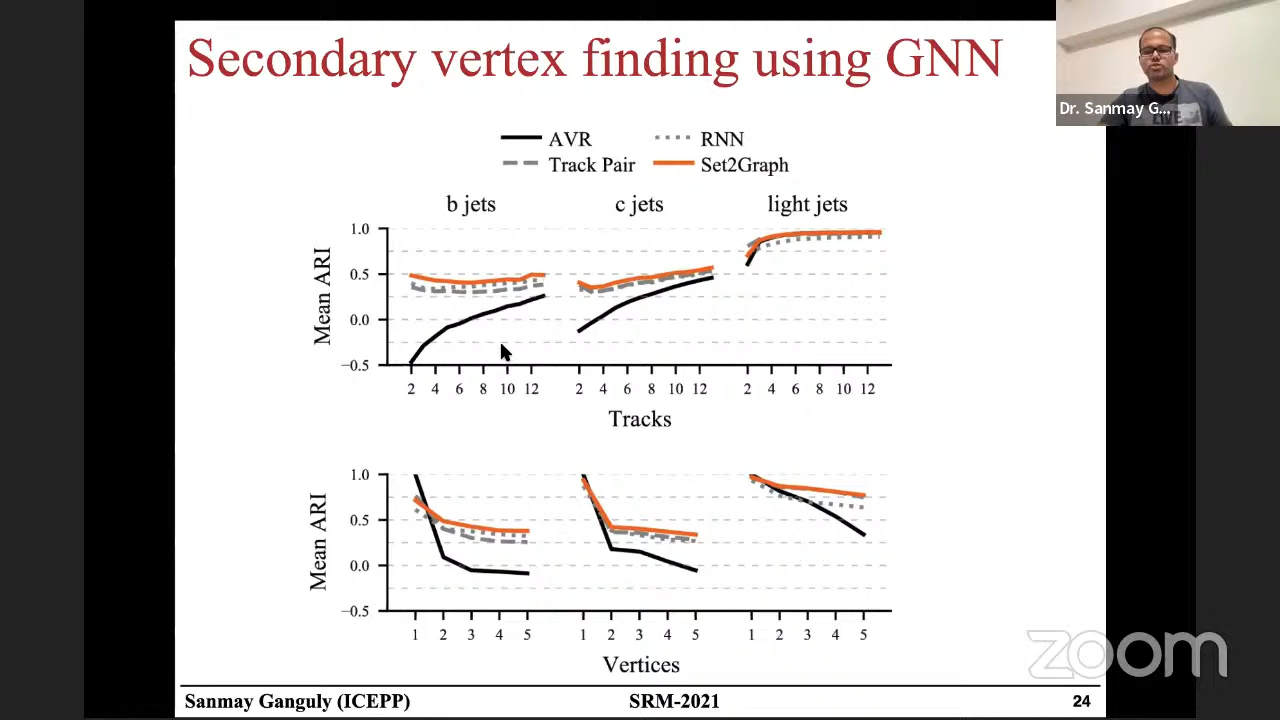 Secondary vertex finding using GNN
Dr. Sanmay G...
LIVE
AVR
RNN
Track Pair
Set2Graph
b jets
c jets
light jets
Mean ARI
1.0
0.5
0.0
−0.5
2 4 6 8 10 12
2 4 6 8 10 12
2 4 6 8 10 12
Tracks
Mean ARI
1.0
0.5
0.0
−0.5
1 2 3 4 5
1 2 3 4 5
1 2 3 4 5
Vertices
zoom
Sanmay Ganguly (ICEPP)
SRM-2021
24